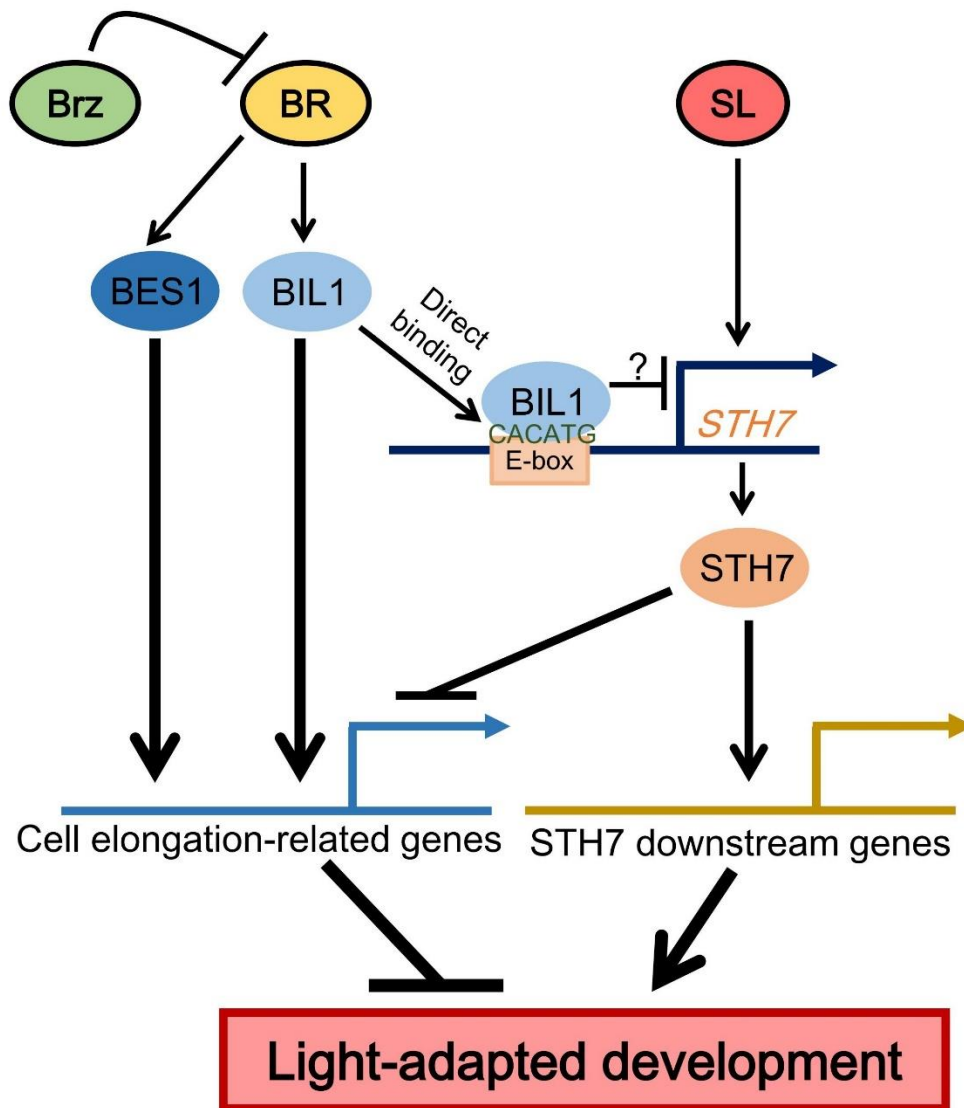 Brz
BR
SL
BES1
BIL1
Direct
binding
BIL1
?
CACATG
E-box
STH7
STH7
Cell elongation-related genes
STH7 downstream genes
Light-adapted development